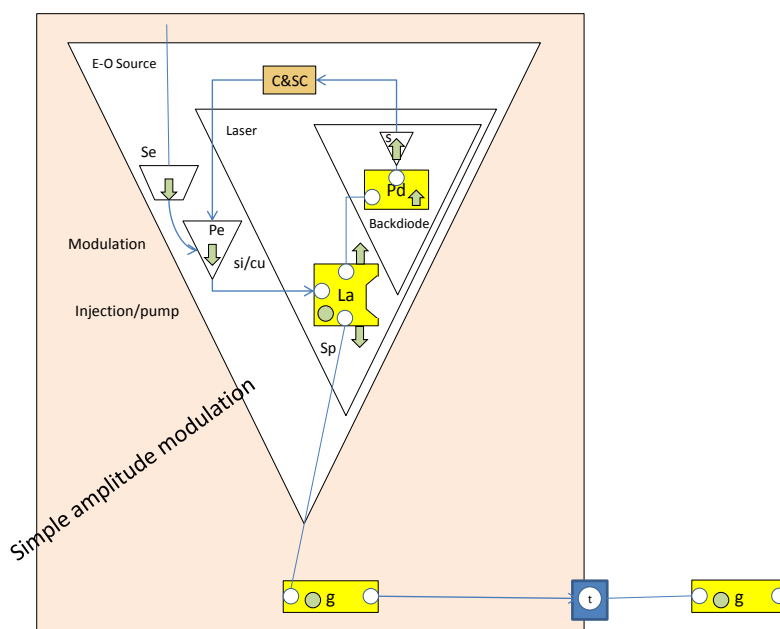 E-O Source
C&SC
Laser
s
Se
Pd
Backdiode
Pe
Modulation
si/cu
La
Injection/pump
Sp
Simple amplitude modulation
g
t
g